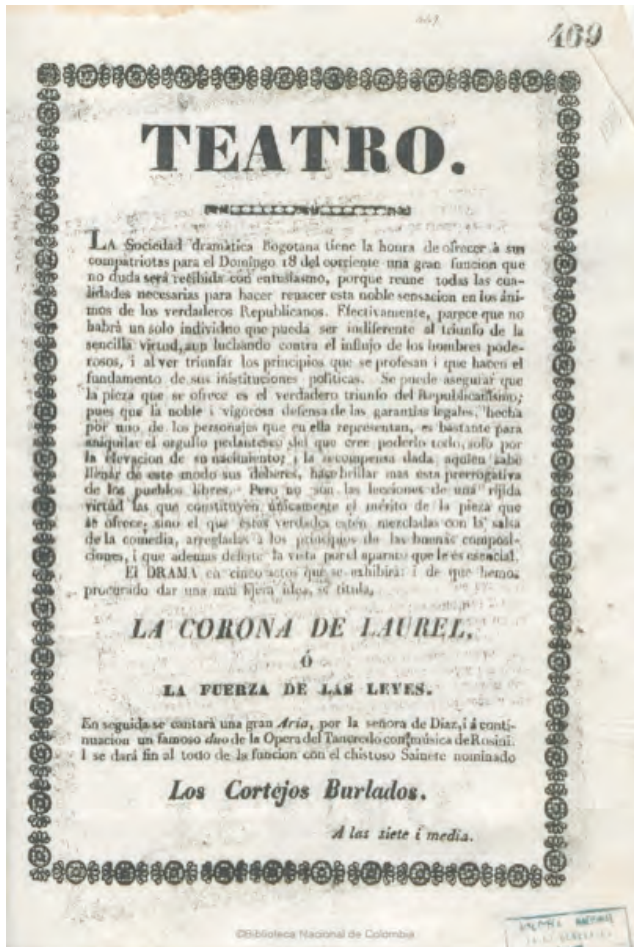 469
TEATRO.
LA Sociedad dramàtica Bogotana tiene la honra de ofrecer à sus
compatriotas para el Domingo 18 del corriente una gran funcion que
no duda será recibida con entusiasmo, porque reune todas las cua-
lidades necesarias para hacer renacer esta noble sensacion en los áni-
mos de los verdaderos Republicanos. Efectivamente, parece que no
habrá un solo individuo que pueda ser indiferente al triunfo de la
sencilla virtud, aun luchando contra el influjo de los hombres pode-
rosos, i al ver triunfar los principios que se profesan i que hacen el
fundamento de sus instituciones políticas. Se puede asegurar que
la pieza que se ofrece es el verdadero triunfo del Republicanismo;
pues que la noble i vigorosa defensa de las garantías legales, hecha
por uno de los personajes que en ella representan, es bastante para
aniquilar el orgullo pedantesco del que cree poderlo todo, solo por
la elevacion de su nacimiento; i la recompensa dada aquien sabe
llenar de este modo sus deberes, hace brillar mas esta prerrogativa
de los pueblos libres. Pero no son las lecciones de una ríjida
virtud las que constituyen únicamente el mérito de la pieza que
se ofrece, sino el que éstas verdades estén mezcladas con la salsa
de la comedia, arregladas à los principios de las buenas composi-
ciones, i que ademas deleite la vista por el aparato que le es esencial.
El DRAMA en cinco actos que se exhibirá: i de que hemos
procurado dar una mui lijera idea, se titula,
LA CORONA DE LAUREL.
ó
LA FUERZA DE LAS LEYES.
En seguida se cantará una gran Aria, por la señora de Diaz, i á conti-
nuacion un famoso duo de la Opera del Tancredo con música de Rosini.
I se dará fin al todo de la funcion con el chistoso Sainete nominado
Los Cortejos Burlados.
A las siete i media.
©Biblioteca Nacional de Colombia